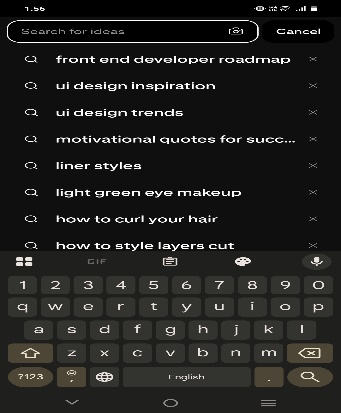 1:56
Search for ideas
Cancel
front end developer roadmap
ui design inspiration
ui design trends
motivational quotes for succ...
liner styles
light green eye makeup
how to curl your hair
how to style layers cut
GIF
1 2 3 4 5 6 7 8 9 0
q w e r t y u i o p
a s d f g h j k l
z x c v b n m
?123 , English .